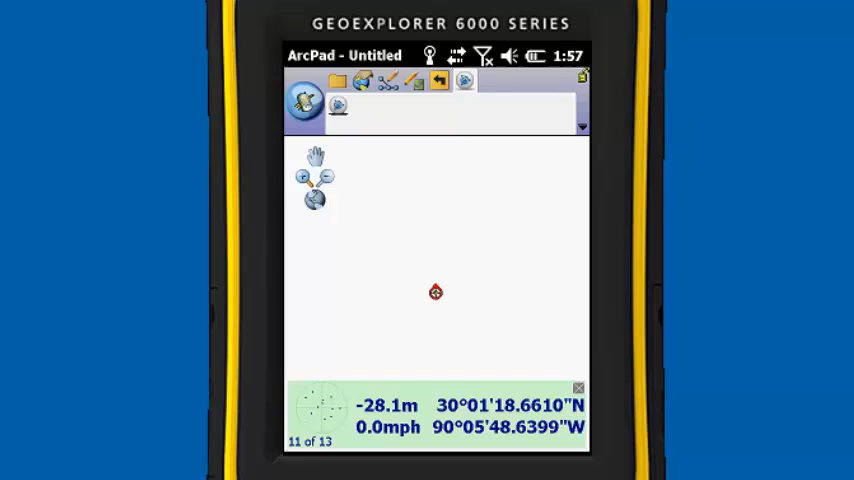 GEOEXPLORER 6000 SERIES
ArcPad - Untitled 1:57
-28.1m 30°01'18.6610"N
0.0mph 90°05'48.6399"W
11 of 13